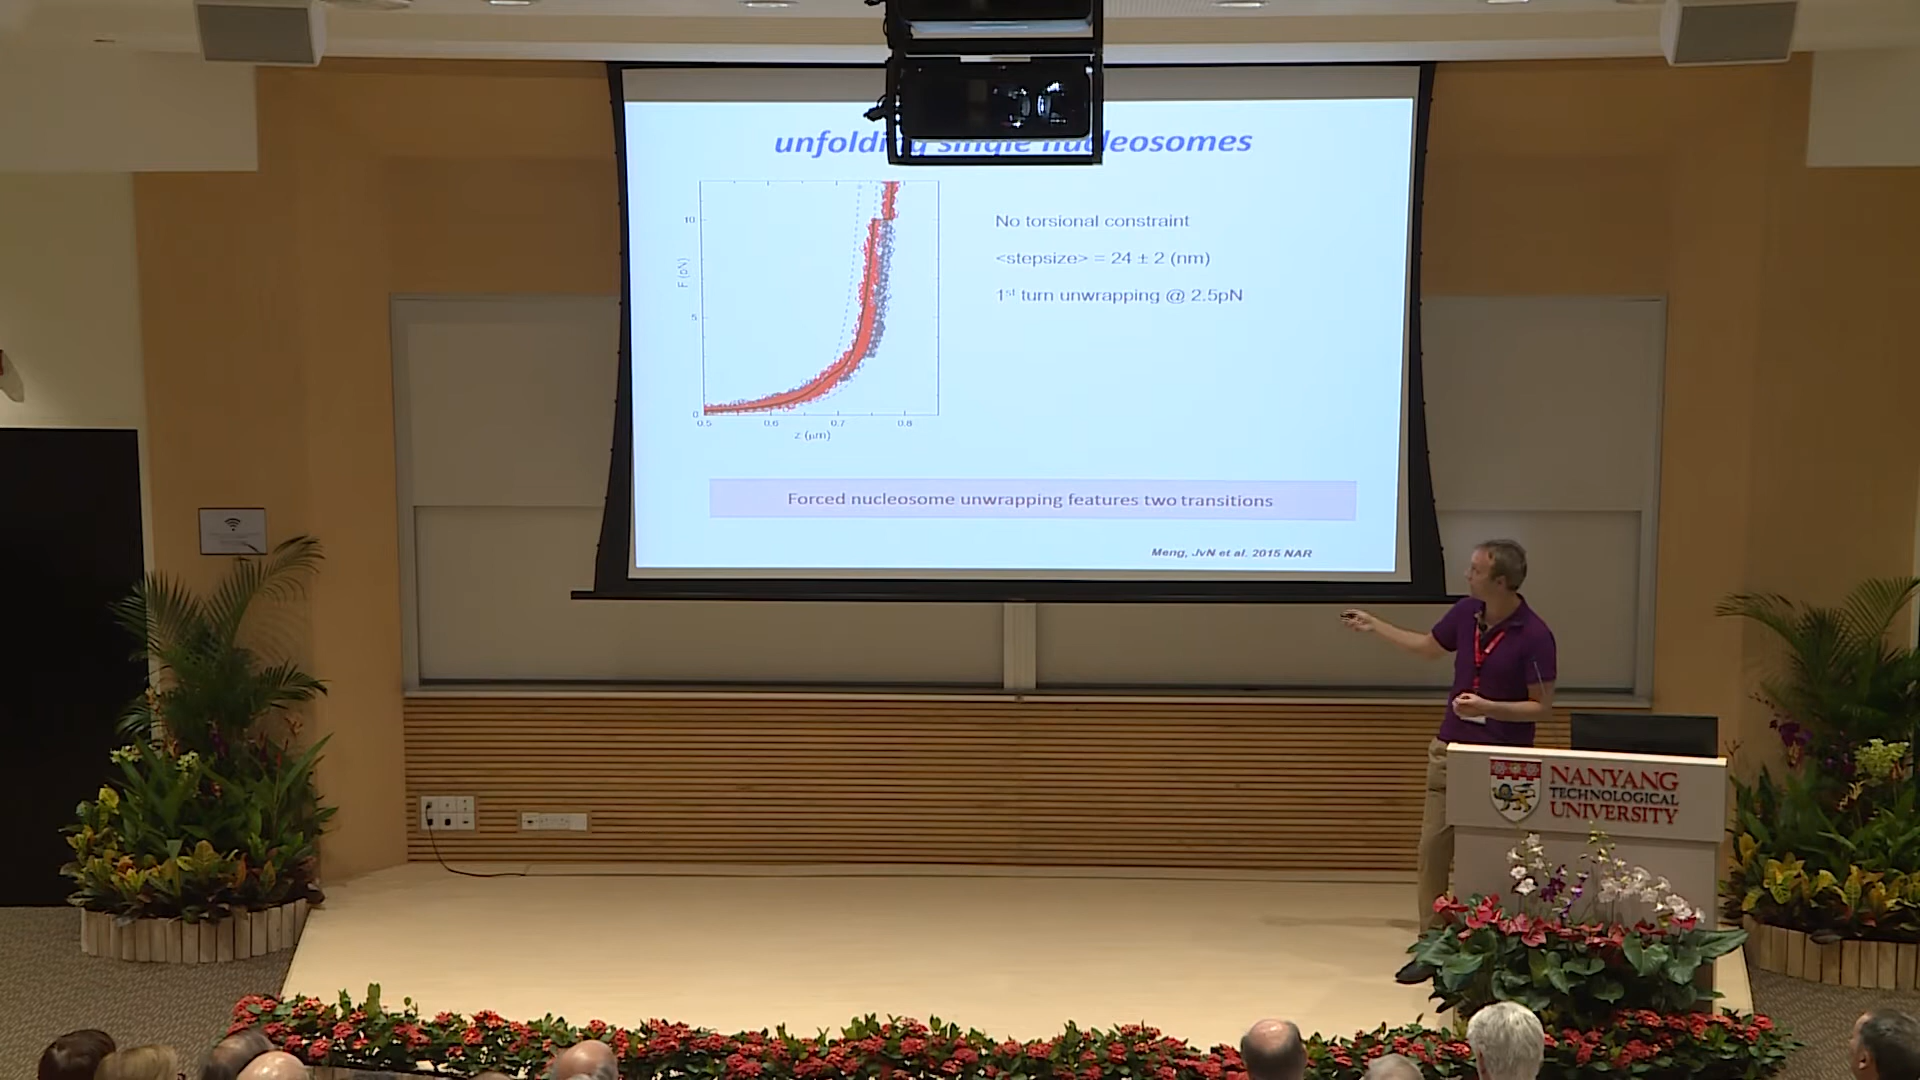 unfolding single nucleosomes
No torsional constraint
<stepsize> = 24 ± 2 (nm)
1st turn unwrapping @ 2.5pN
10
5
0
F (pN)
0.5 0.6 0.7 0.8
z (μm)
Forced nucleosome unwrapping features two transitions
Meng, JvN et al. 2015 NAR
NANYANG
TECHNOLOGICAL
UNIVERSITY